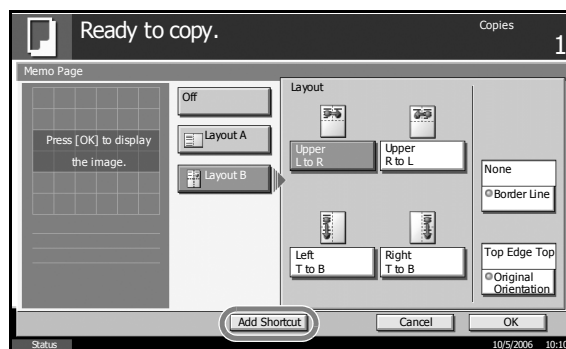 Ready to copy.
Copies
1
Memo Page
Press [OK] to display
the image.
Off
Layout A
Layout B
Layout
Upper
L to R
Upper
R to L
Left
T to B
Right
T to B
None
Border Line
Top Edge Top
Original
Orientation
Add Shortcut
Cancel
OK
Status
10/5/2006 10:10